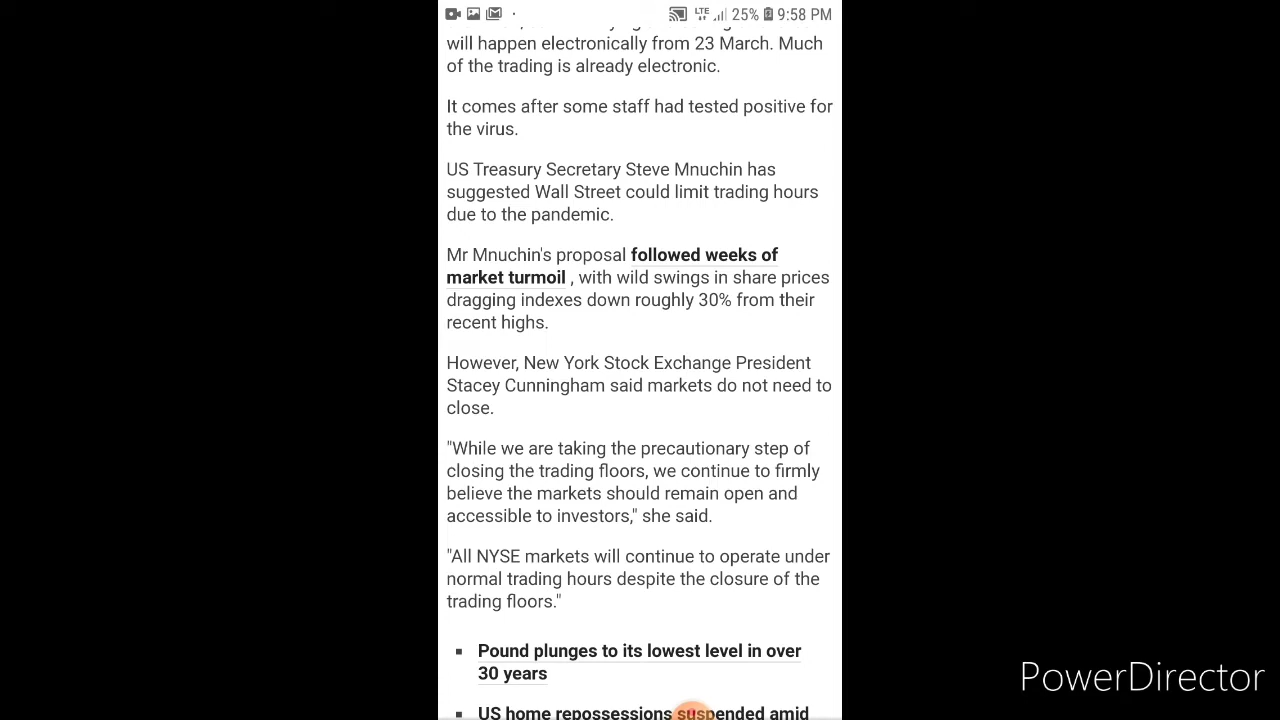 LTE 25% 9:58 PM
will happen electronically from 23 March. Much
of the trading is already electronic.
It comes after some staff had tested positive for
the virus.
US Treasury Secretary Steve Mnuchin has
suggested Wall Street could limit trading hours
due to the pandemic.
Mr Mnuchin's proposal followed weeks of
market turmoil , with wild swings in share prices
dragging indexes down roughly 30% from their
recent highs.
However, New York Stock Exchange President
Stacey Cunningham said markets do not need to
close.
"While we are taking the precautionary step of
closing the trading floors, we continue to firmly
believe the markets should remain open and
accessible to investors," she said.
"All NYSE markets will continue to operate under
normal trading hours despite the closure of the
trading floors."
Pound plunges to its lowest level in over
30 years
US home repossessions suspended amid
PowerDirector